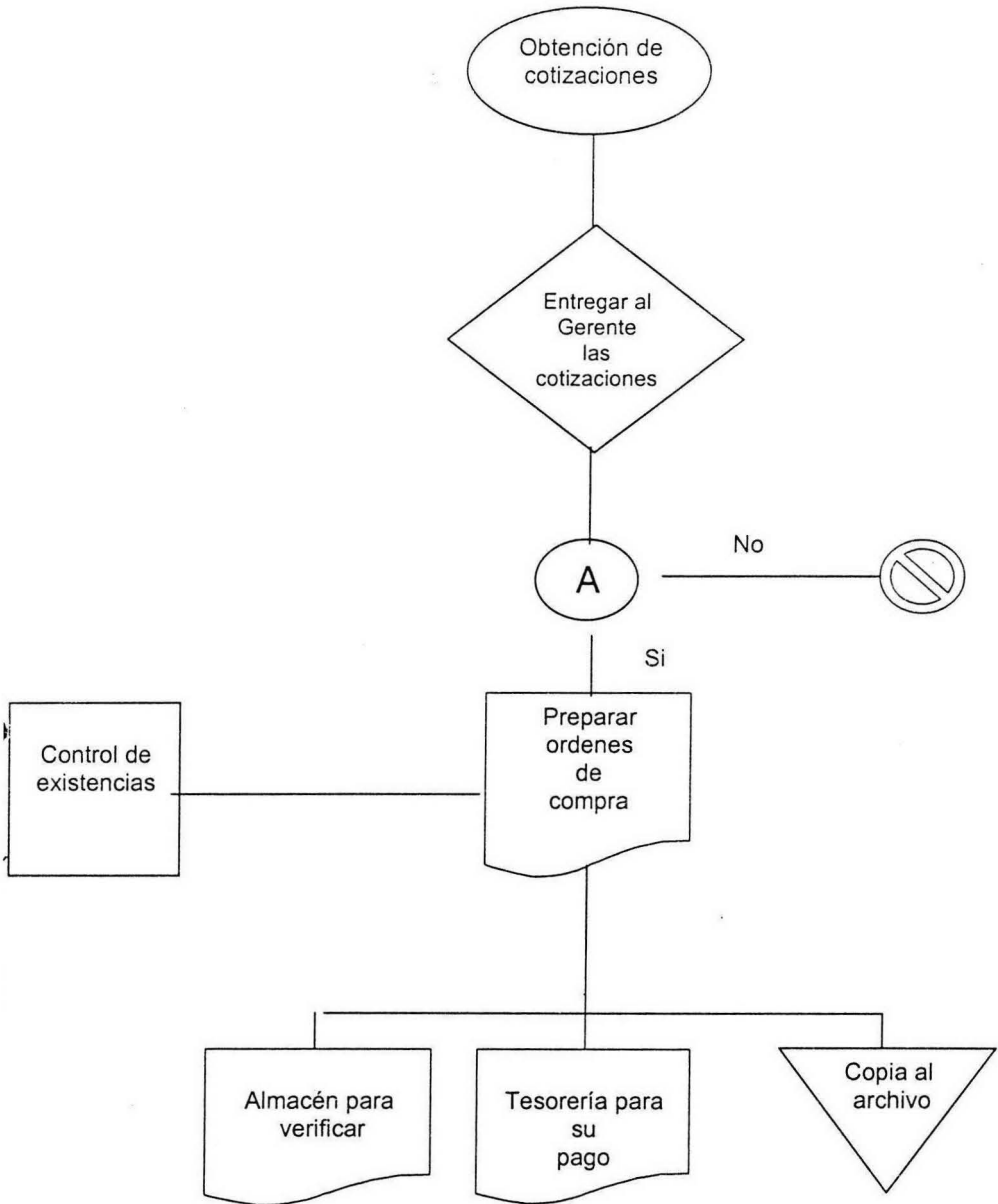 Obtención de
cotizaciones
Entregar al
Gerente
las
cotizaciones
A
No
Si
Preparar
ordenes
de
compra
Control de
existencias
Almacén para
verificar
Tesorería para
su
pago
Copia al
archivo